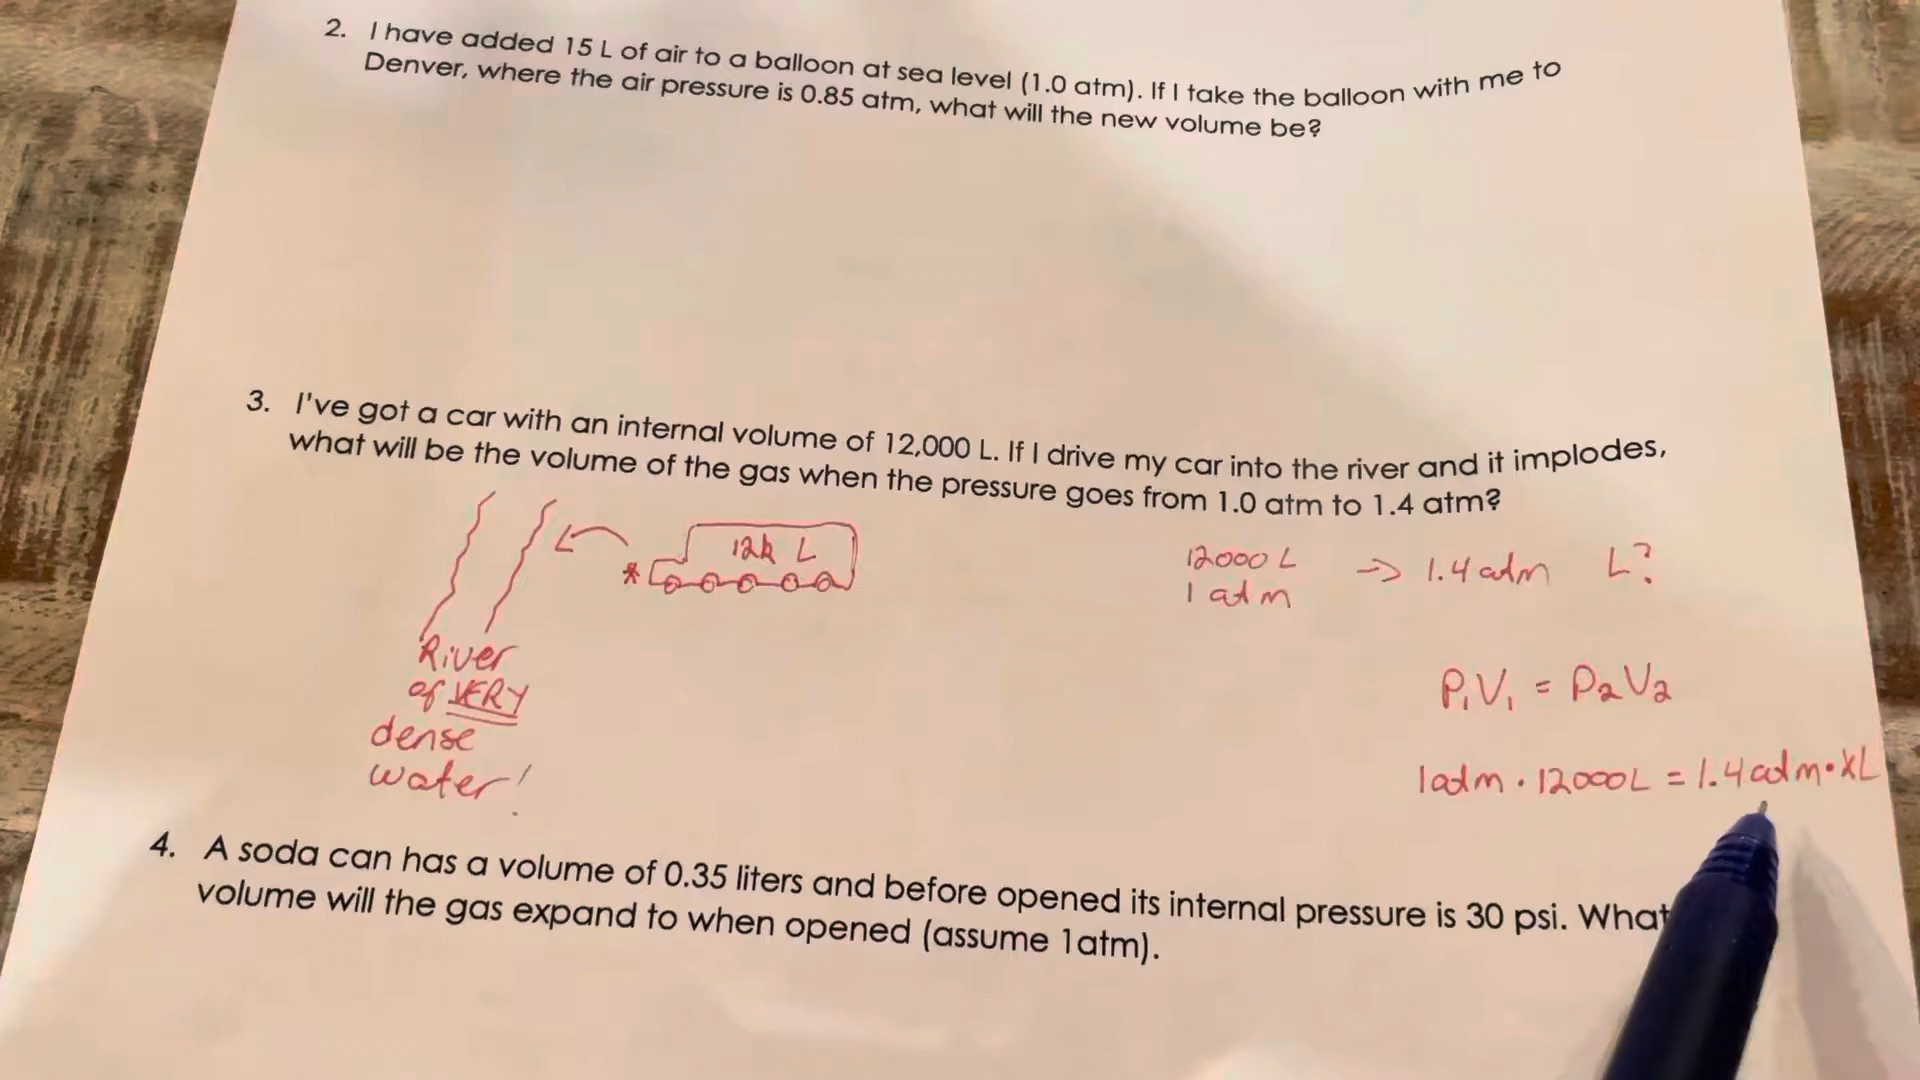 2. I have added 15 L of air to a balloon at sea level (1.0 atm). If I take the balloon with me to
Denver, where the air pressure is 0.85 atm, what will the new volume be?
3. I've got a car with an internal volume of 12,000 L. If I drive my car into the river and it implodes,
what will be the volume of the gas when the pressure goes from 1.0 atm to 1.4 atm?
12k L
12000 L → 1.4 atm L?
1 atm
River
of VERY
dense
water!
P₁V₁ = P₂V₂
1atm · 12000L = 1.4atm · XL
4. A soda can has a volume of 0.35 liters and before opened its internal pressure is 30 psi. What
volume will the gas expand to when opened (assume 1atm).